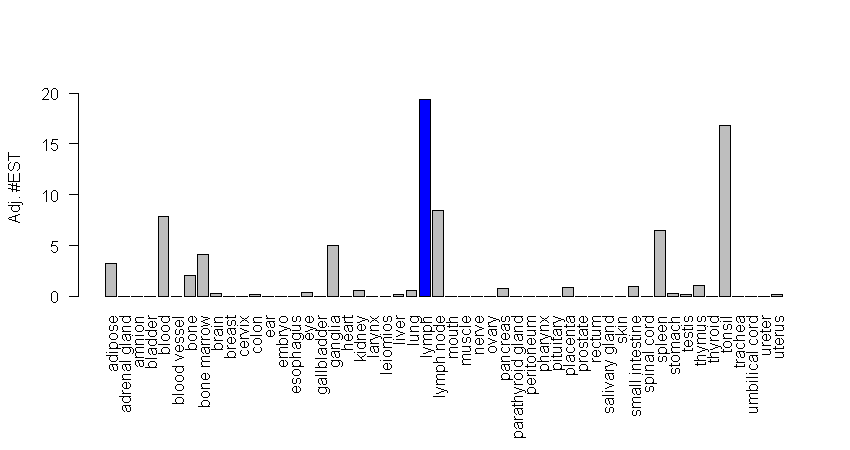 Adj. #EST
20
15
10
5
0
adipose
adrenal gland
amnion
bladder
blood
blood vessel
bone
bone marrow
brain
breast
cervix
colon
ear
embryo
esophagus
eye
gallbladder
ganglia
heart
kidney
larynx
leiomios
liver
lung
lymph
lymph node
mouth
muscle
nerve
ovary
pancreas
parathyroid gland
peritoneum
pharynx
pituitary
placenta
prostate
rectum
salivary gland
skin
small intestine
spinal cord
spleen
stomach
testis
thymus
thyroid
tonsil
trachea
umbilical cord
ureter
uterus